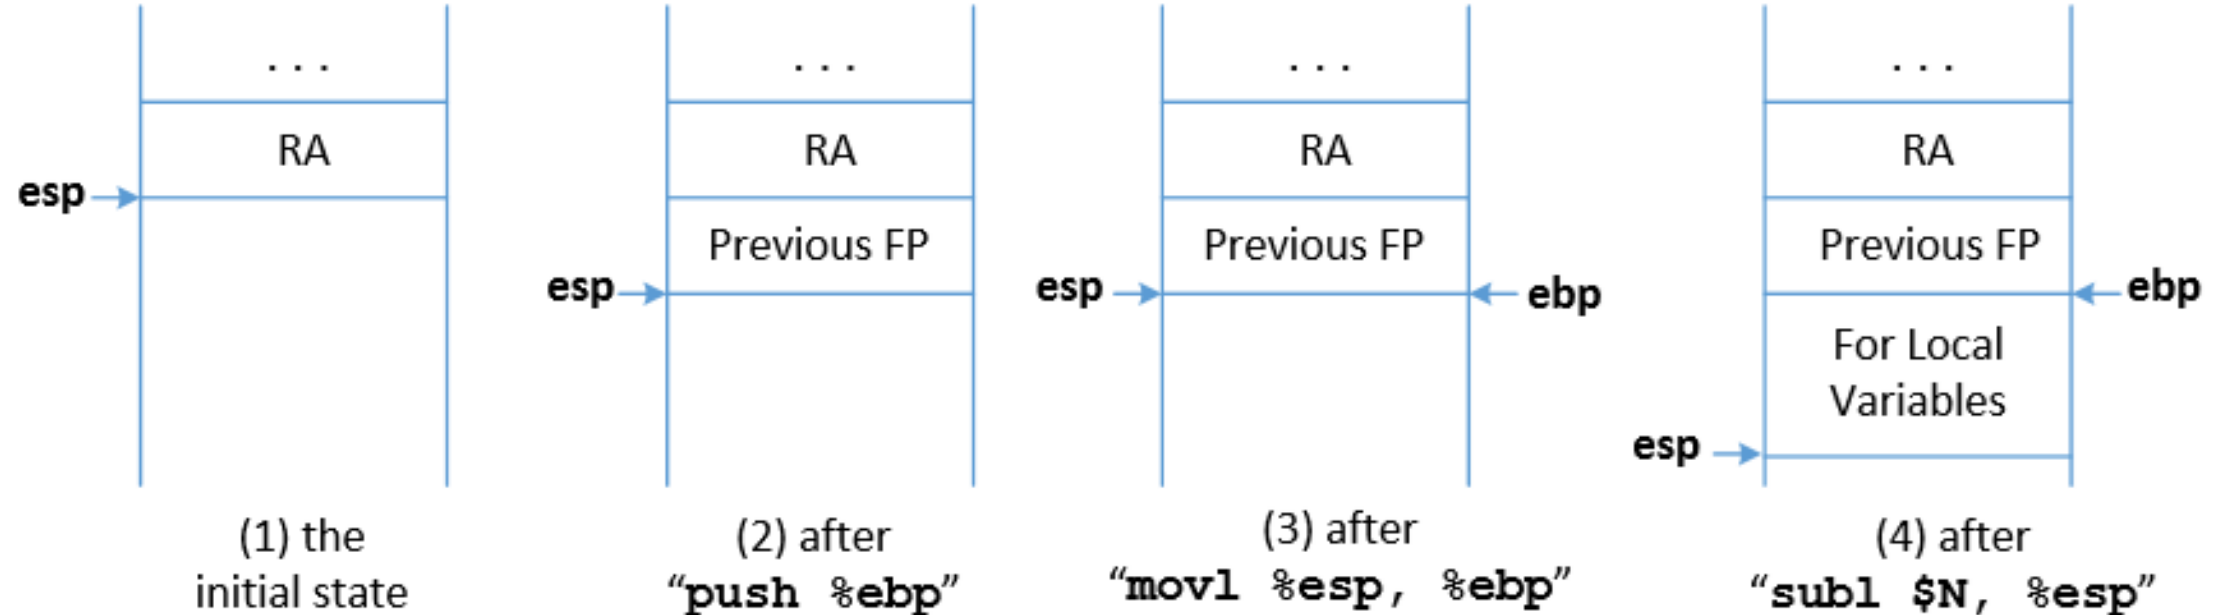 . . .
RA
esp
(1) the
initial state
. . .
RA
Previous FP
esp
(2) after
“push %ebp”
. . .
RA
Previous FP
esp
ebp
(3) after
“movl %esp, %ebp”
. . .
RA
Previous FP
ebp
For Local
Variables
esp
(4) after
“subl $N, %esp”